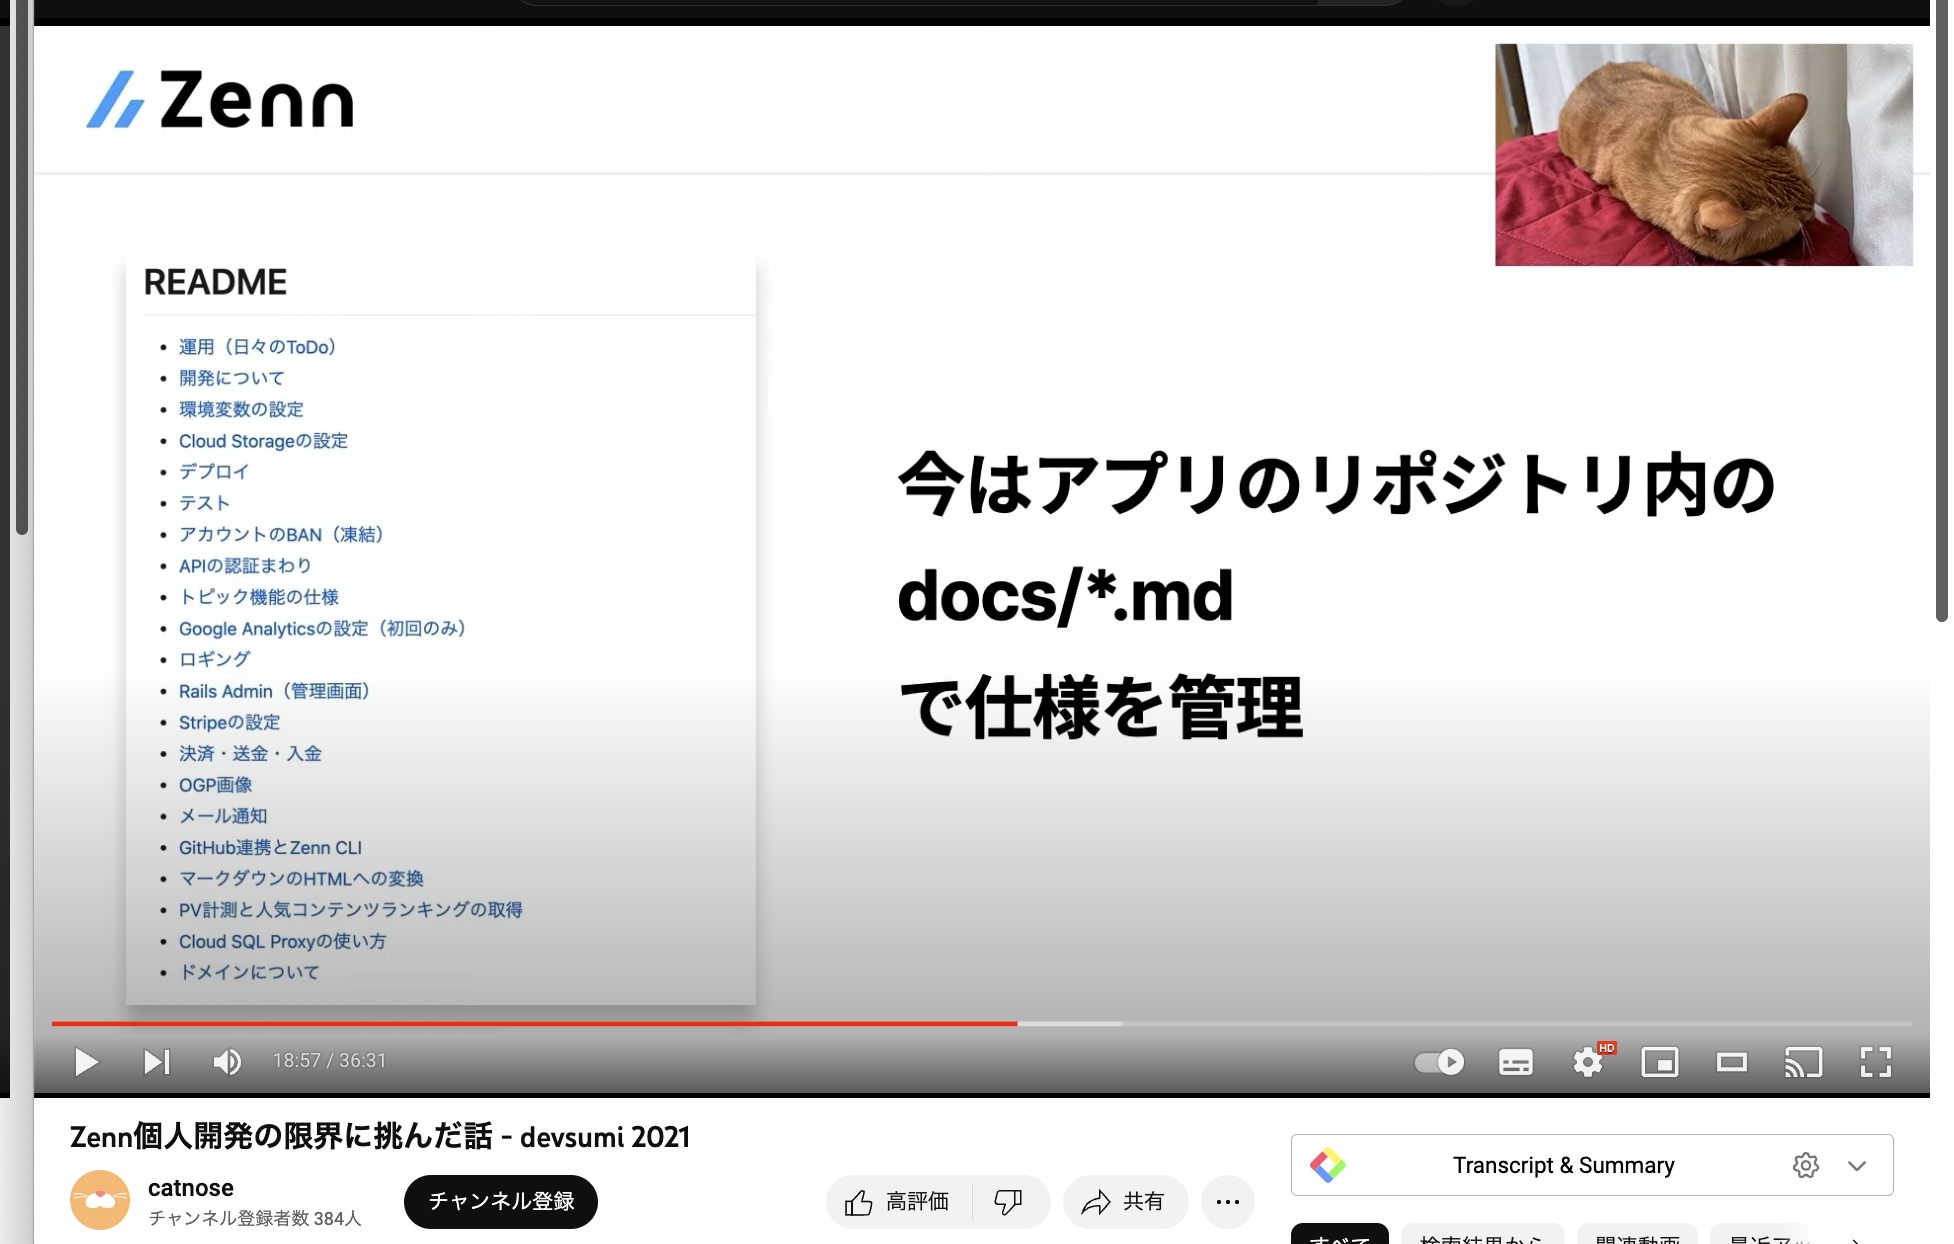 Zenn
README
運用（日々のToDo）
開発について
環境変数の設定
Cloud Storageの設定
デプロイ
テスト
アカウントのBAN（凍結）
APIの認証まわり
トピック機能の仕様
Google Analyticsの設定（初回のみ）
ロギング
Rails Admin（管理画面）
Stripeの設定
決済・送金・入金
OGP画像
メール通知
GitHub連携とZenn CLI
マークダウンのHTMLへの変換
PV計測と人気コンテンツランキングの取得
Cloud SQL Proxyの使い方
ドメインについて
今はアプリのリポジトリ内の
docs/*.md
で仕様を管理
18:57 / 36:31
HD
Zenn個人開発の限界に挑んだ話 - devsumi 2021
catnose
チャンネル登録者数 384人
チャンネル登録
高評価
共有
Transcript & Summary
すべて
検索結果から
関連動画